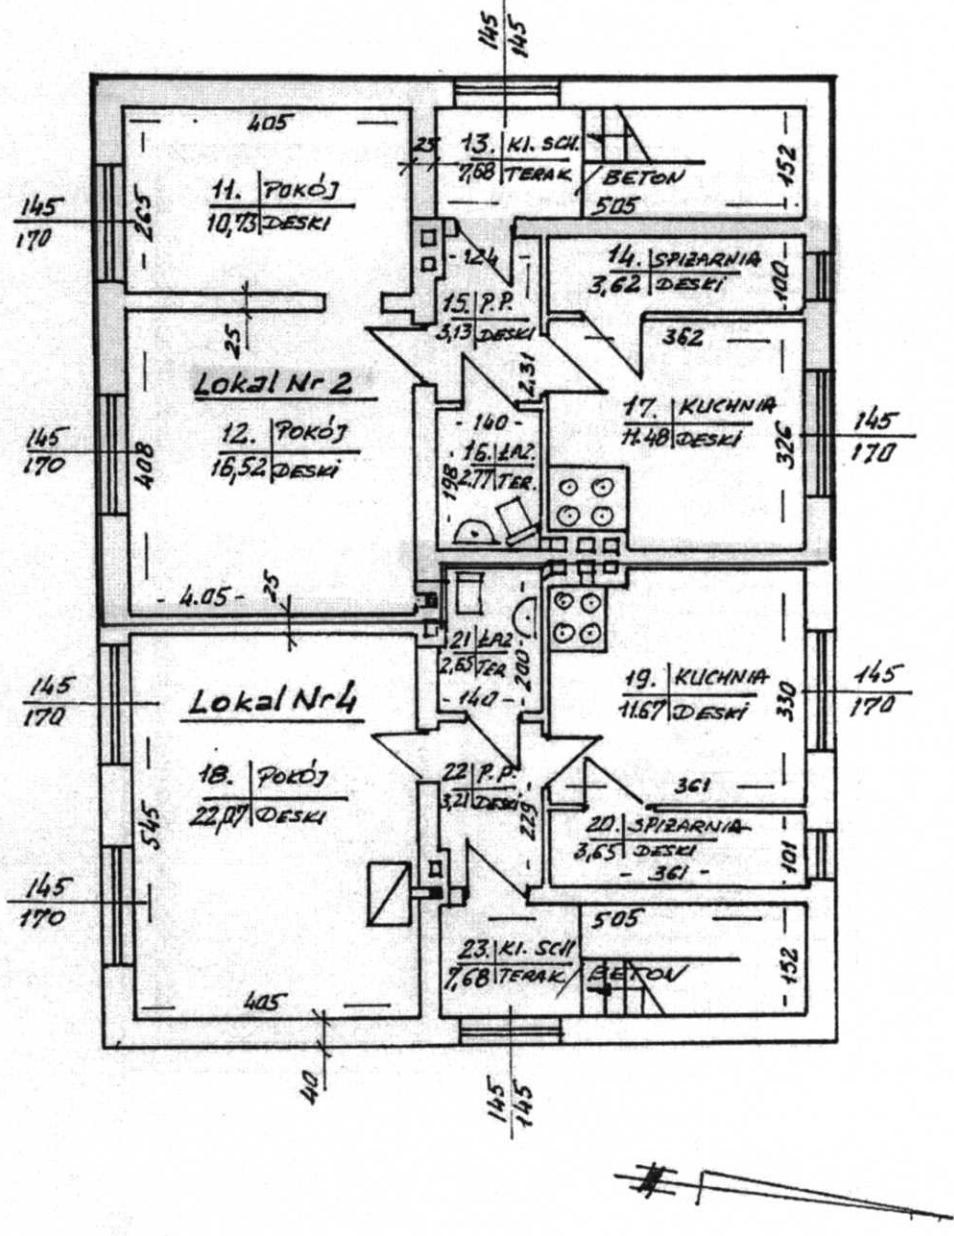 145
145
405
25
13. KL. SCH.
7,68 TERAK
BETON
152
505
11. POKÓJ
10,73 DESKI
265
145
170
124
14. SPIŻARNIA
3,62 DESKI
100
15. P.P.
3,13 DESKI
362
25
2,31
Lokal Nr 2
140
17. KUCHNIA
11.48 DESKI
326
145
170
12. POKÓJ
16,52 DESKI
145
170
408
16. ŁAZ.
2,77 TER.
198
4.05
25
21 ŁAZ
2,65 TER
200
140
19. KUCHNIA
11.67 DESKI
330
145
170
145
170
Lokal Nr 4
18. POKÓJ
22,07 DESKI
545
22 P.P.
3,21 DESKI
229
361
20. SPIŻARNIA
3,65 DESKI
361
101
145
170
505
23. KL. SCH
7,68 TERAK
BETON
152
405
40
145
145